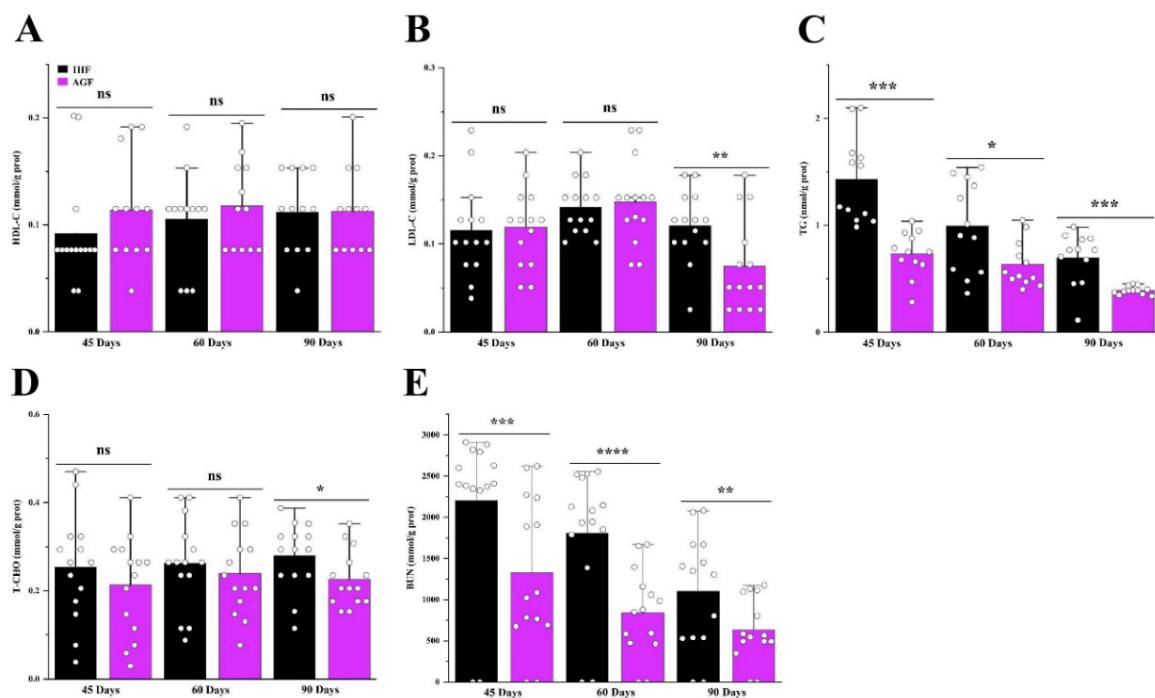 A
HDL-C (mmol/g prot)
0.2
0.1
0.0
IHF
AGF
ns
ns
ns
45 Days
60 Days
90 Days
B
LDL-C (mmol/g prot)
0.3
0.2
0.1
0.0
ns
ns
**
45 Days
60 Days
90 Days
C
TG (nmol/g prot)
2
1
0
***
*
***
45 Days
60 Days
90 Days
D
T-CHO (mmol/g prot)
0.6
0.4
0.2
0.0
ns
ns
*
45 Days
60 Days
90 Days
E
BUN (mmol/g prot)
3000
2500
2000
1500
1000
500
0
***
****
**
45 Days
60 Days
90 Days